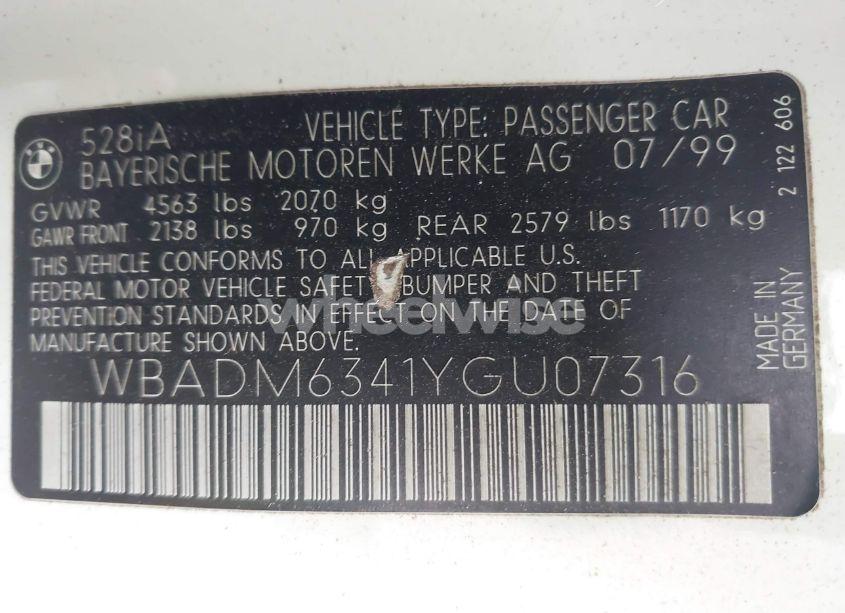 528iA VEHICLE TYPE: PASSENGER CAR
BAYERISCHE MOTOREN WERKE AG 07/99
GVWR 4563 lbs 2070 kg
GAWR FRONT 2138 lbs 970 kg REAR 2579 lbs 1170 kg
THIS VEHICLE CONFORMS TO ALL APPLICABLE U.S.
FEDERAL MOTOR VEHICLE SAFETY BUMPER AND THEFT
PREVENTION STANDARDS IN EFFECT ON THE DATE OF
MANUFACTURE SHOWN ABOVE.
WBADM6341YGU07316
2 122 606
MADE IN
GERMANY
wheelwise
BMW